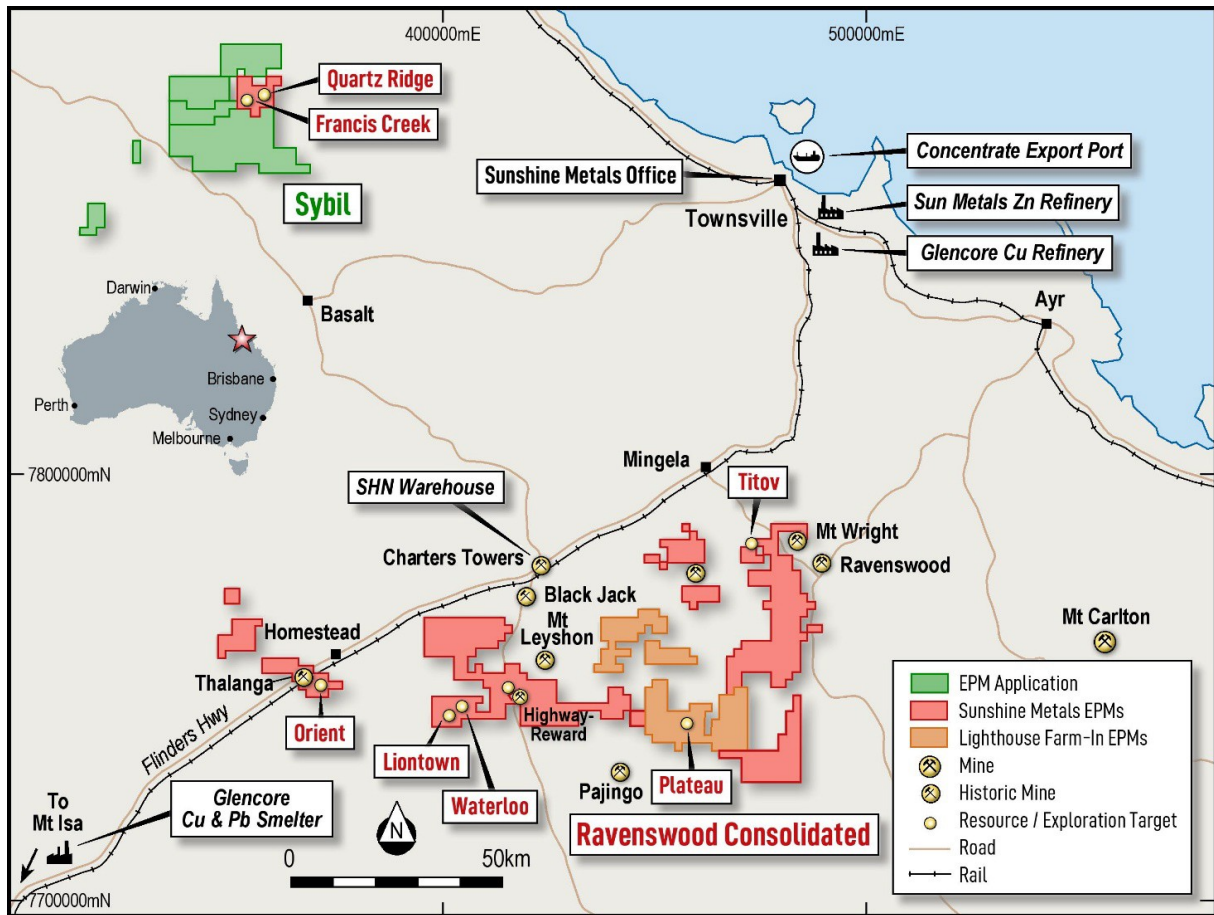 400000mE
500000mE
Quartz Ridge
Francis Creek
Sybil
Sunshine Metals Office
Concentrate Export Port
Townsville
Sun Metals Zn Refinery
Glencore Cu Refinery
Basalt
Ayr
Darwin
Brisbane
Perth
Sydney
Melbourne
7800000mN
Mingela
SHN Warehouse
Titov
Charters Towers
Mt Wright
Ravenswood
Black Jack
Mt
Leyshon
Mt Carlton
Homestead
Thalanga
Orient
Flinders Hwy
Highway-
Reward
Liontown
Waterloo
Pajingo
Plateau
Ravenswood Consolidated
To
Mt Isa
Glencore
Cu & Pb Smelter
N
0
50km
7700000mN
EPM Application
Sunshine Metals EPMs
Lighthouse Farm-In EPMs
Mine
Historic Mine
Resource / Exploration Target
Road
Rail